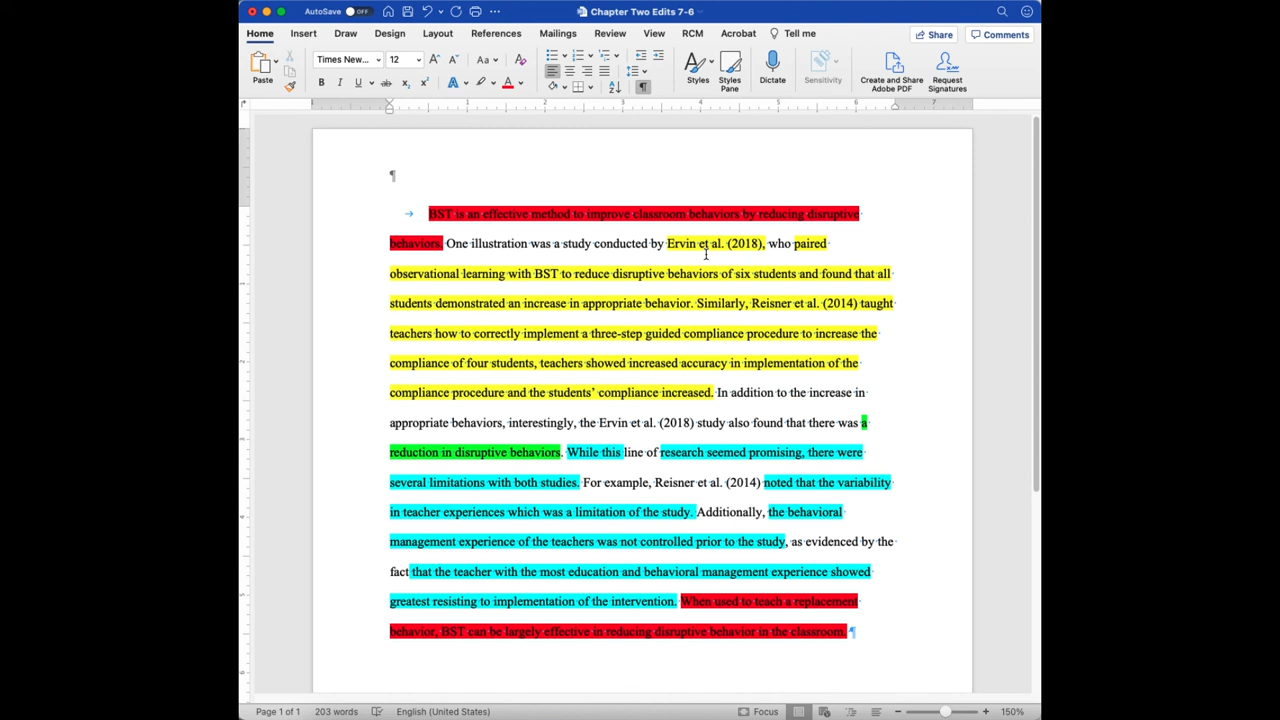 AutoSave OFF Chapter Two Edits 7-6
Home Insert Draw Design Layout References Mailings Review View RCM Acrobat Tell me Share Comments
Paste Times New... 12 Aa Styles Styles Pane Dictate Sensitivity Create and Share Adobe PDF Request Signatures
B I U ab x₂ x² A A
1 1 2 3 4 5 6 7
¶
BST is an effective method to improve classroom behaviors by reducing disruptive
behaviors. One illustration was a study conducted by Ervin et al. (2018), who paired
observational learning with BST to reduce disruptive behaviors of six students and found that all
students demonstrated an increase in appropriate behavior. Similarly, Reisner et al. (2014) taught
teachers how to correctly implement a three-step guided compliance procedure to increase the
compliance of four students, teachers showed increased accuracy in implementation of the
compliance procedure and the students’ compliance increased. In addition to the increase in
appropriate behaviors, interestingly, the Ervin et al. (2018) study also found that there was a
reduction in disruptive behaviors. While this line of research seemed promising, there were
several limitations with both studies. For example, Reisner et al. (2014) noted that the variability
in teacher experiences which was a limitation of the study. Additionally, the behavioral
management experience of the teachers was not controlled prior to the study, as evidenced by the
fact that the teacher with the most education and behavioral management experience showed
greatest resisting to implementation of the intervention. When used to teach a replacement
behavior, BST can be largely effective in reducing disruptive behavior in the classroom. ¶
Page 1 of 1 203 words English (United States) Focus 150%